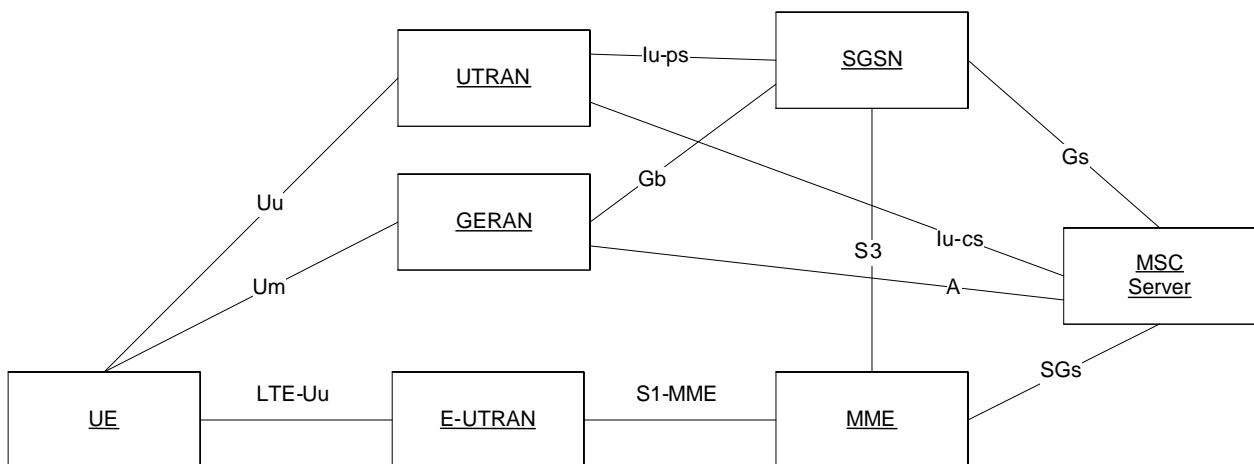 SGSN
UTRAN
Iu-ps
Gs
Gb
Uu
GERAN
Iu-cs
S3
MSC
Server
Um
A
SGs
LTE-Uu
S1-MME
UE
E-UTRAN
MME